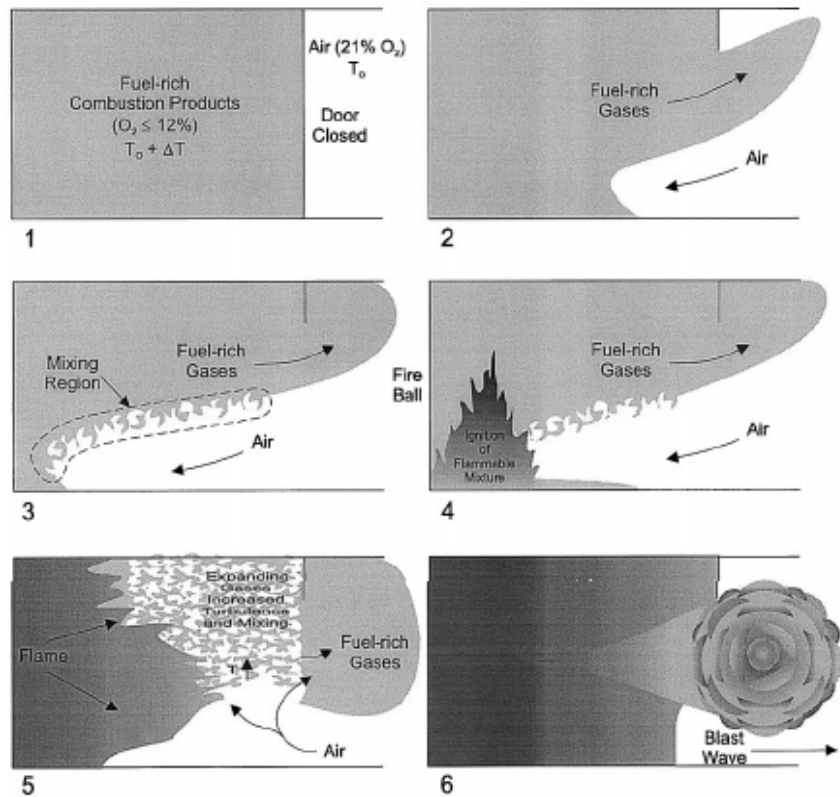 Fuel-rich
Combustion Products
(O₂ ≤ 12%)
T₀ + ΔT
Air (21% O₂)
T₀
Door
Closed
1
Fuel-rich
Gases
Air
2
Mixing
Region
Fuel-rich
Gases
Air
3
Fire
Ball
Fuel-rich
Gases
Ignition
of
Flammable
Mixture
Air
4
Expanding
Gases
Increased
Turbulence
and Mixing
Flame
T
Fuel-rich
Gases
Air
5
Blast
Wave
6